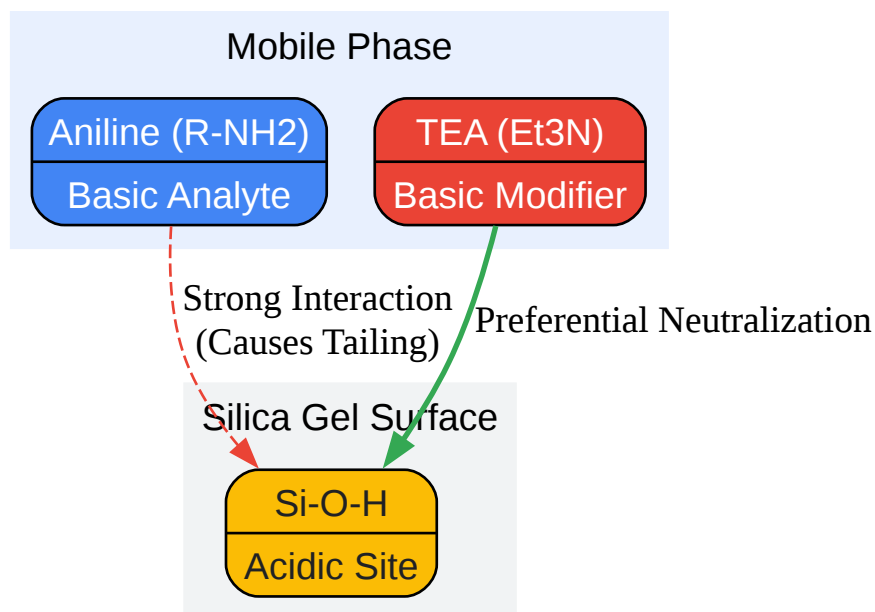 Mobile Phase
Aniline (R-NH2)
Basic Analyte
TEA (Et3N)
Basic Modifier
Strong Interaction
(Causes Tailing)
Preferential Neutralization
Silica Gel Surface
Si-O-H
Acidic Site